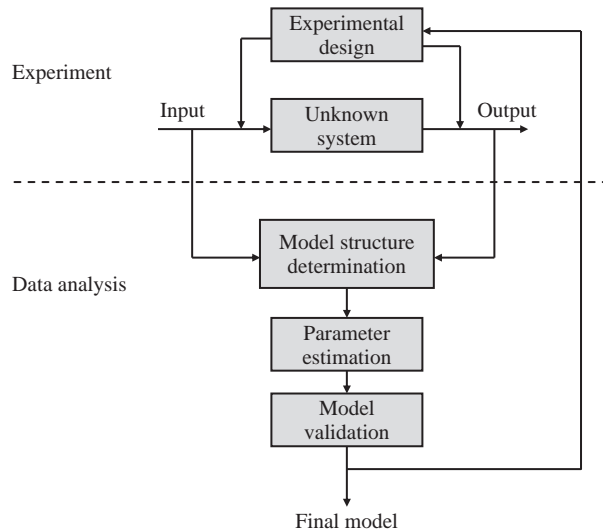 Experimental
design
Experiment
Input
Unknown
system
Output
Model structure
determination
Data analysis
Parameter
estimation
Model
validation
Final model